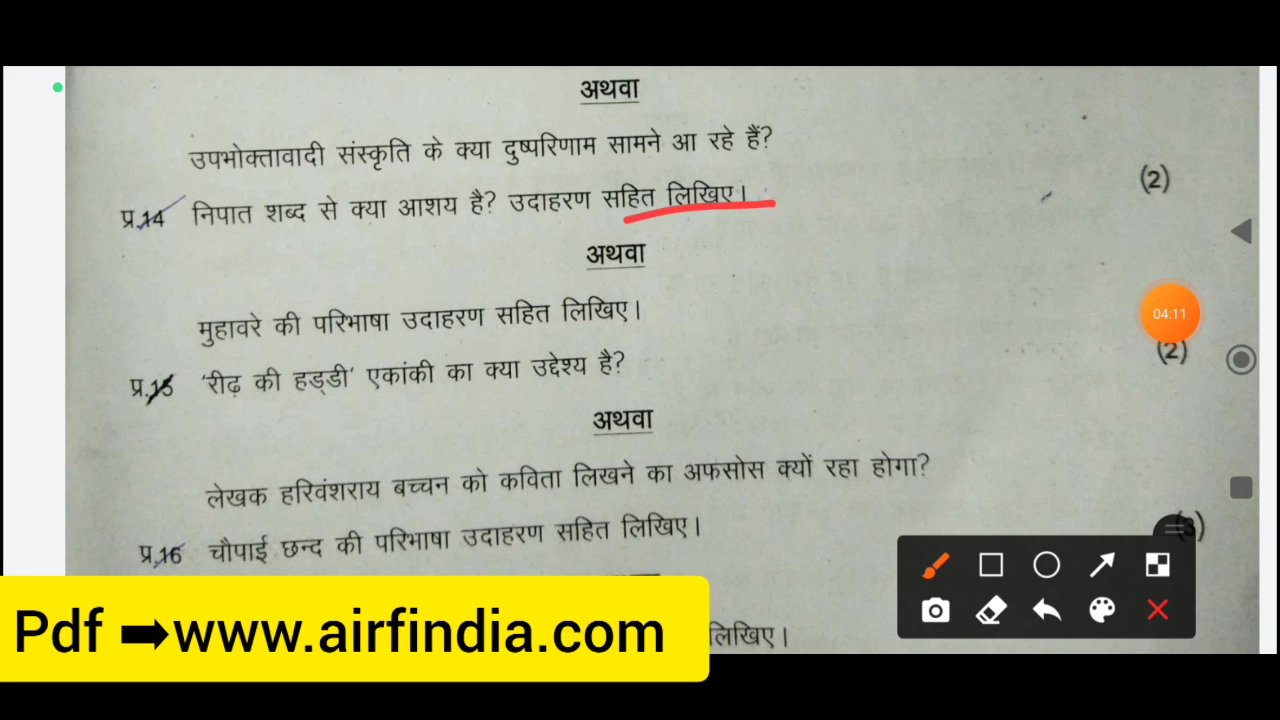 अथवा
उपभोक्तावादी संस्कृति के क्या दुष्परिणाम सामने आ रहे हैं?
प्र.14 निपात शब्द से क्या आशय है? उदाहरण सहित लिखिए। (2)
अथवा
मुहावरे की परिभाषा उदाहरण सहित लिखिए।
04:11
प्र.15 'रीढ़ की हड्डी' एकांकी का क्या उद्देश्य है? (2)
अथवा
लेखक हरिवंशराय बच्चन को कविता लिखने का अफसोस क्यों रहा होगा?
प्र.16 चौपाई छन्द की परिभाषा उदाहरण सहित लिखिए। (3)
लिखिए।
Pdf ➡www.airfindia.com